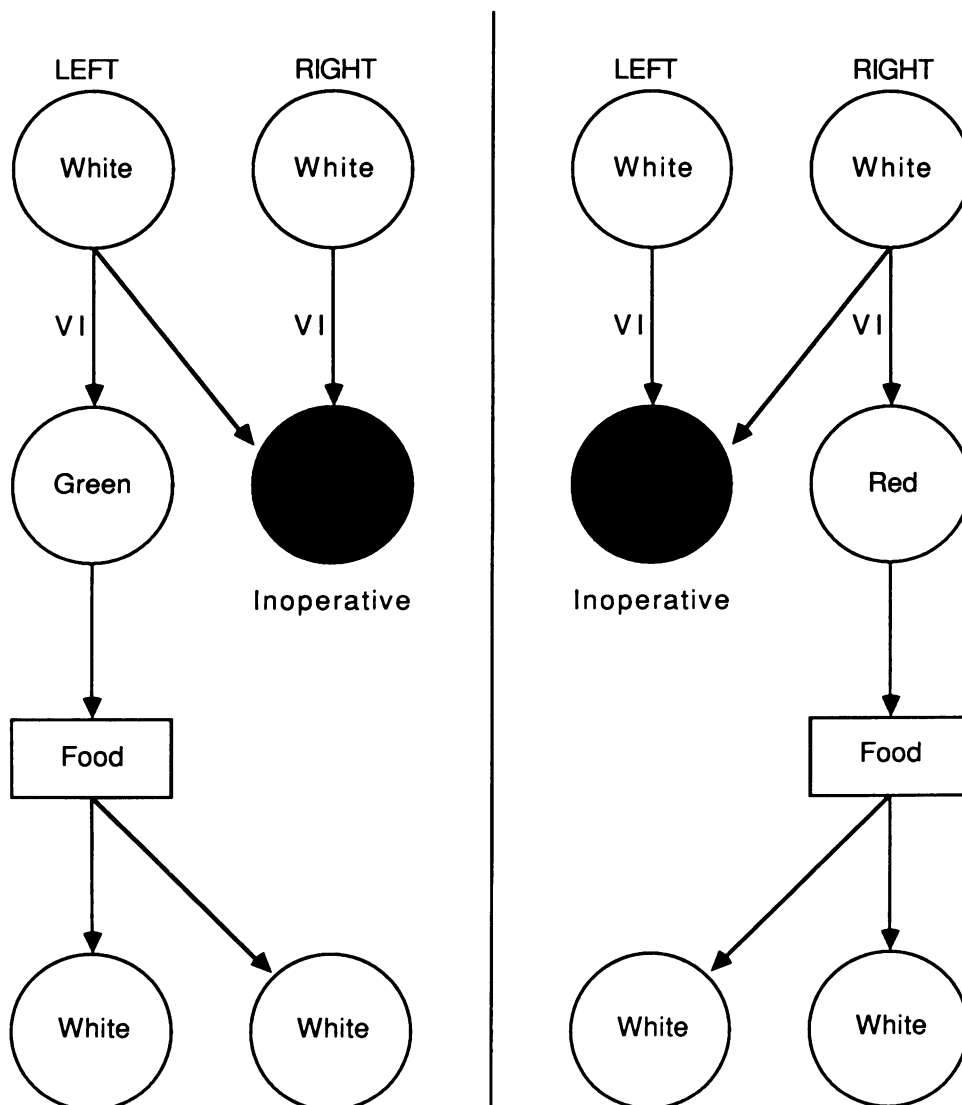 LEFT RIGHT LEFT RIGHT
White White White White
VI VI VI VI
Green Red
Inoperative Inoperative
Food Food
White White White White